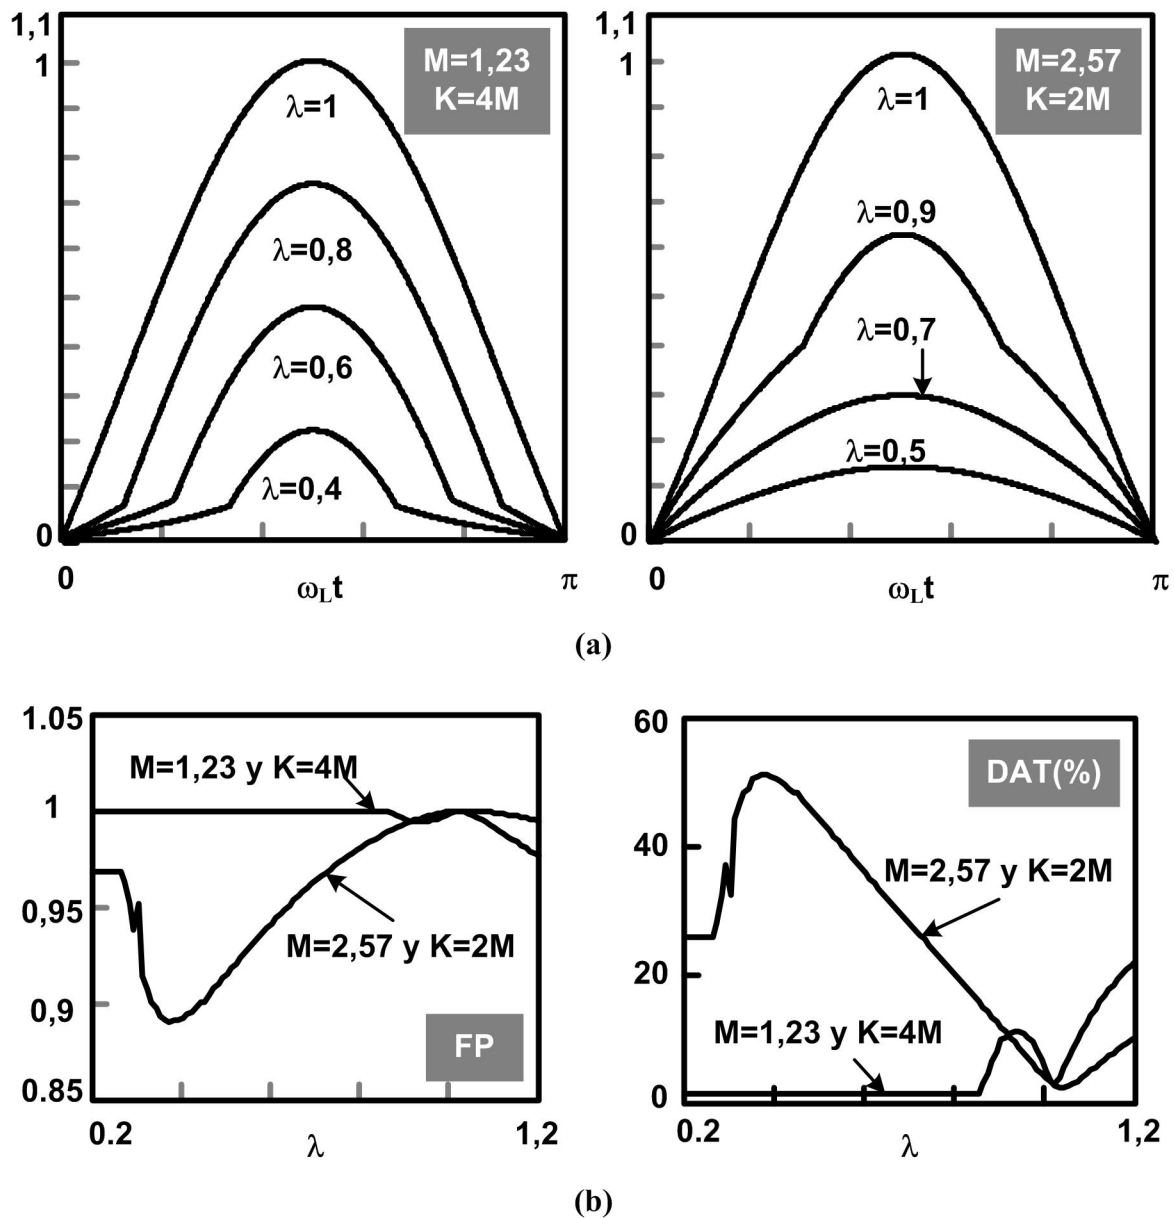 1,1
1
0
M=1,23
K=4M
λ=1
λ=0,8
λ=0,6
λ=0,4
0
ω_L t
π
1,1
1
0
M=2,57
K=2M
λ=1
λ=0,9
λ=0,7
λ=0,5
0
ω_L t
π
(a)
1.05
1
0,95
0,9
0.85
M=1,23 y K=4M
M=2,57 y K=2M
FP
0.2
λ
1,2
60
40
20
0
DAT(%)
M=2,57 y K=2M
M=1,23 y K=4M
0.2
λ
1,2
(b)